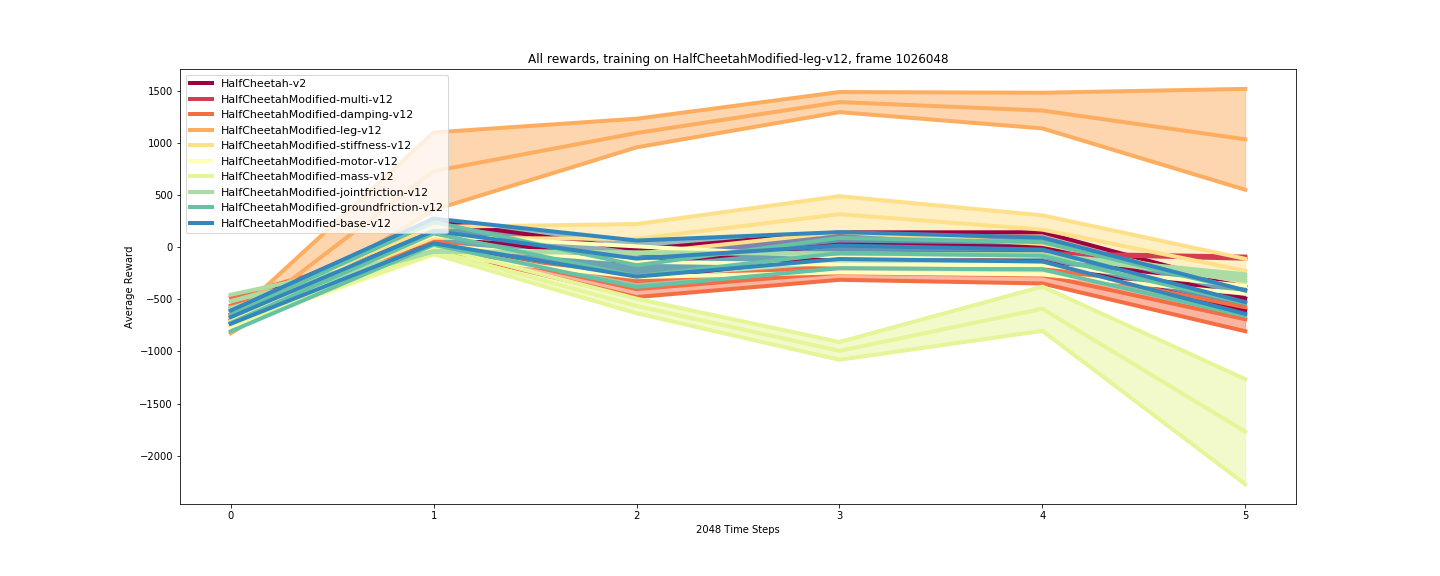 All rewards, training on HalfCheetahModified-leg-v12, frame 1026048
HalfCheetah-v2
HalfCheetahModified-multi-v12
HalfCheetahModified-damping-v12
HalfCheetahModified-leg-v12
HalfCheetahModified-stiffness-v12
HalfCheetahModified-motor-v12
HalfCheetahModified-mass-v12
HalfCheetahModified-jointfriction-v12
HalfCheetahModified-groundfriction-v12
HalfCheetahModified-base-v12
1500
1000
500
0
−500
−1000
−1500
−2000
Average Reward
0 1 2 3 4 5
2048 Time Steps